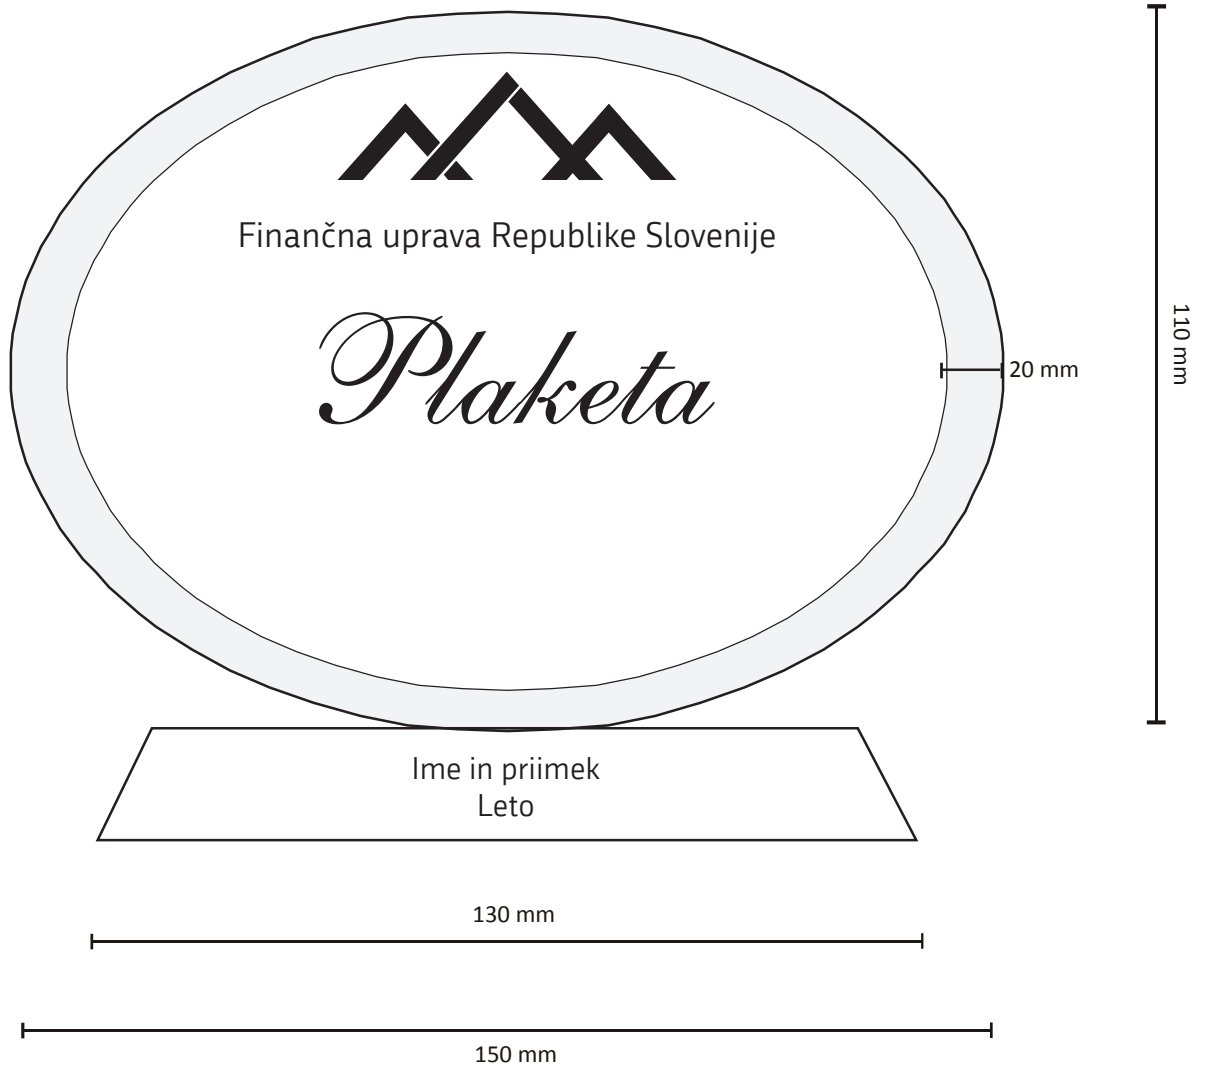 Finančna uprava Republike Slovenije
Plaketa
20 mm
110 mm
Ime in priimek
Leto
130 mm
150 mm